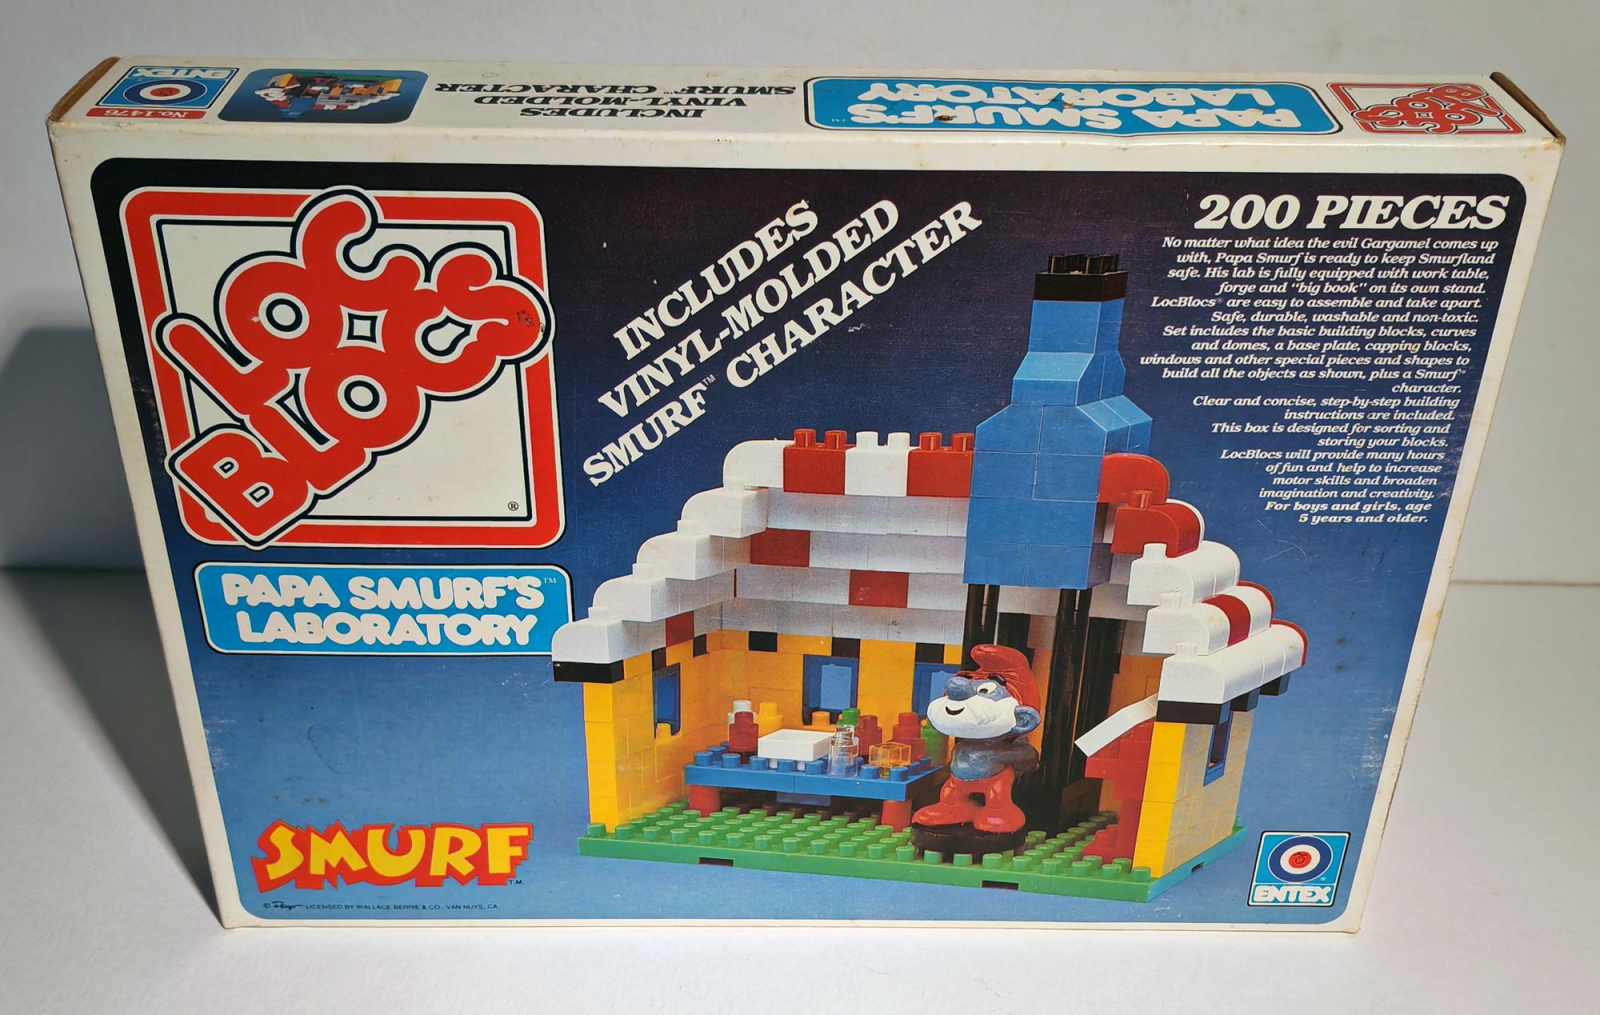 ENTEX
No.1476
INCLUDES
VINYL-MOLDED
SMURF™ CHARACTER
PAPA SMURF'S™
LABORATORY
LOC BLOCS
LOC
BLOCS
®
INCLUDES
VINYL-MOLDED
SMURF™ CHARACTER
200 PIECES
No matter what idea the evil Gargamel comes up
with, Papa Smurf is ready to keep Smurfland
safe. His lab is fully equipped with work table,
forge and "big book" on its own stand.
LocBlocs® are easy to assemble and take apart.
Safe, durable, washable and non-toxic.
Set includes the basic building blocks, curves
and domes, a base plate, capping blocks,
windows and other special pieces and shapes to
build all the objects as shown, plus a Smurf™
character.
Clear and concise, step-by-step building
instructions are included.
This box is designed for sorting and
storing your blocks.
LocBlocs will provide many hours
of fun and help to increase
motor skills and broaden
imagination and creativity.
For boys and girls, age
5 years and older.
PAPA SMURF'S™
LABORATORY
SMURF T.M.
© Peyo LICENSED BY WALLACE BERRIE & CO. VAN NUYS, CA.
ENTEX®